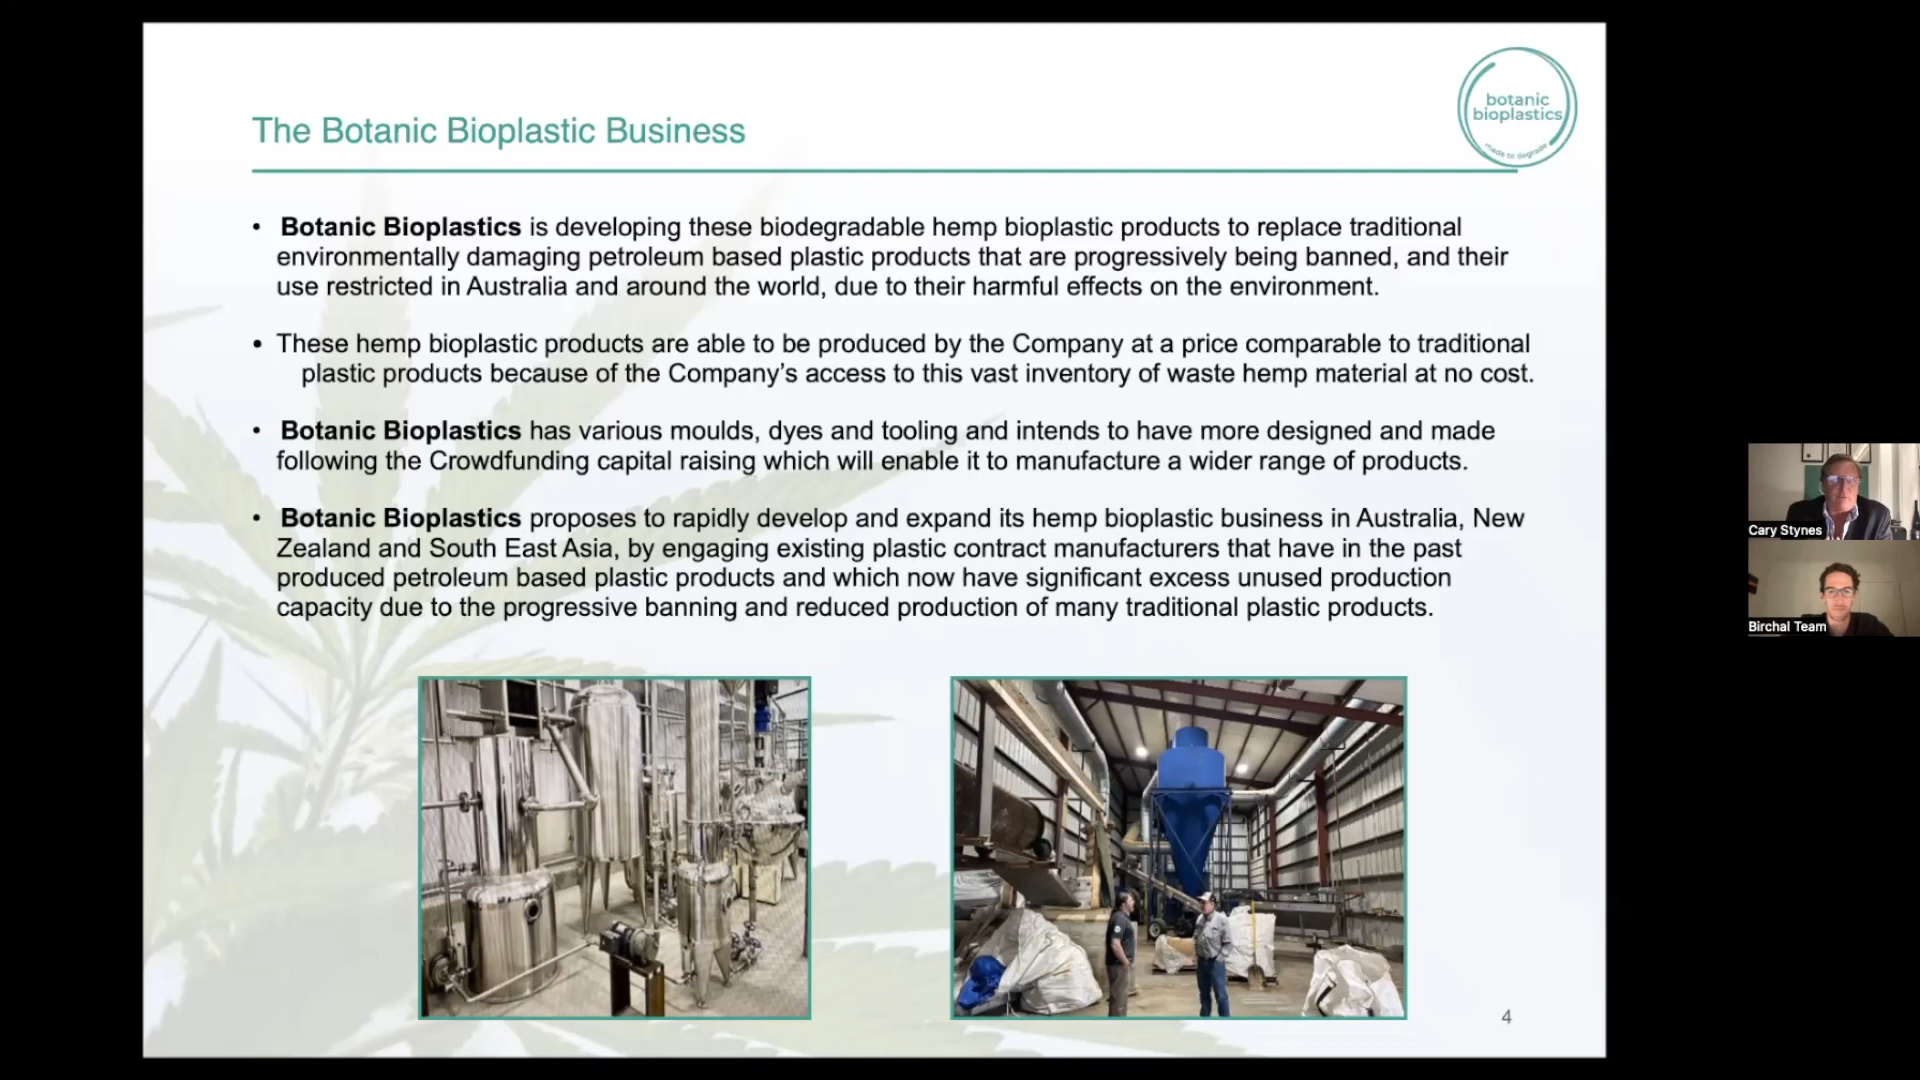 botanic
bioplastics
made to degrade
The Botanic Bioplastic Business
• Botanic Bioplastics is developing these biodegradable hemp bioplastic products to replace traditional
environmentally damaging petroleum based plastic products that are progressively being banned, and their
use restricted in Australia and around the world, due to their harmful effects on the environment.
• These hemp bioplastic products are able to be produced by the Company at a price comparable to traditional
plastic products because of the Company's access to this vast inventory of waste hemp material at no cost.
• Botanic Bioplastics has various moulds, dyes and tooling and intends to have more designed and made
following the Crowdfunding capital raising which will enable it to manufacture a wider range of products.
• Botanic Bioplastics proposes to rapidly develop and expand its hemp bioplastic business in Australia, New
Zealand and South East Asia, by engaging existing plastic contract manufacturers that have in the past
produced petroleum based plastic products and which now have significant excess unused production
capacity due to the progressive banning and reduced production of many traditional plastic products.
4
Cary Stynes
Birchal Team